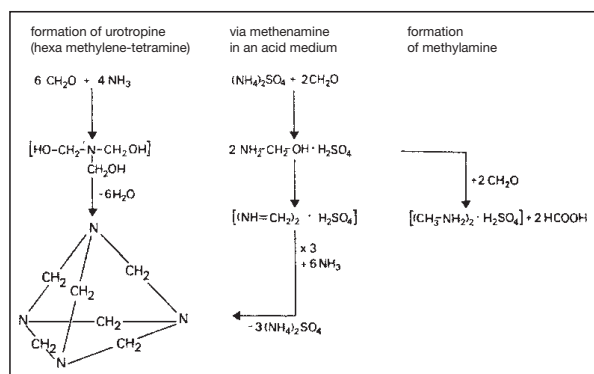 formation of urotropine
(hexa methylene-tetramine)
6 CH₂O + 4 NH₃
[HO-CH₂-N-CH₂OH]
CH₂OH
-6H₂O
N
CH₂
CH₂
CH₂
N
CH₂
N
CH₂
CH₂
N
via methenamine
in an acid medium
(NH₄)₂SO₄ + 2CH₂O
2 NH₂-CH₂-OH·H₂SO₄
[(NH=CH₂)₂ · H₂SO₄]
x 3
+ 6 NH₃
-3(NH₄)₂SO₄
formation
of methylamine
+2 CH₂O
[(CH₃-NH₂)₂·H₂SO₄] + 2 HCOOH